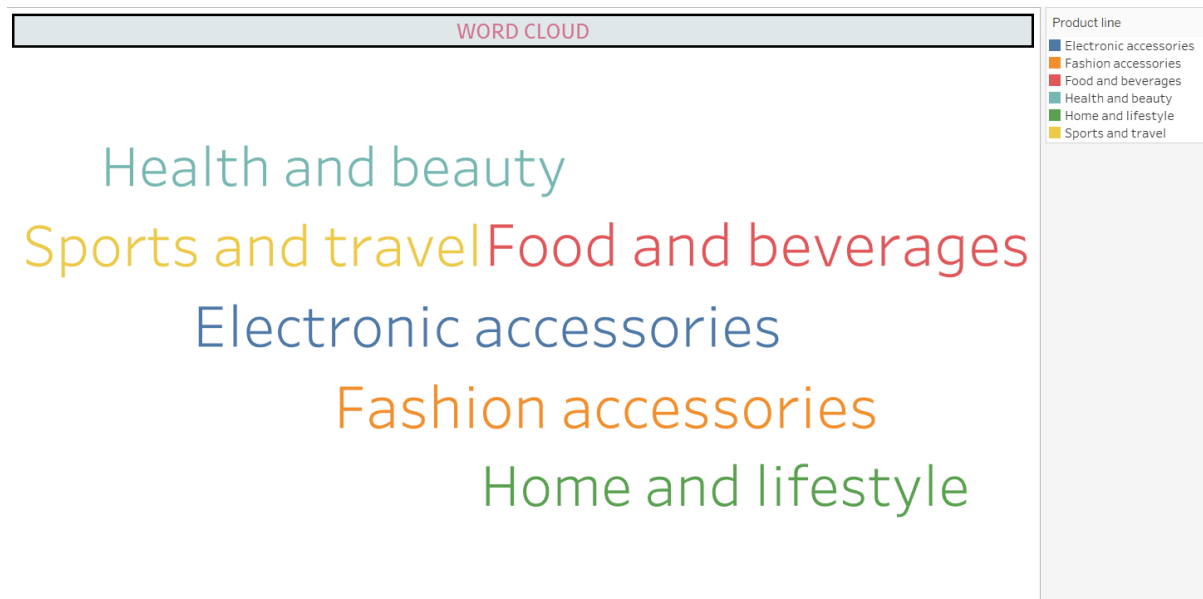 WORD CLOUD
Health and beauty
Sports and travel
Food and beverages
Electronic accessories
Fashion accessories
Home and lifestyle
Product line
Electronic accessories
Fashion accessories
Food and beverages
Health and beauty
Home and lifestyle
Sports and travel